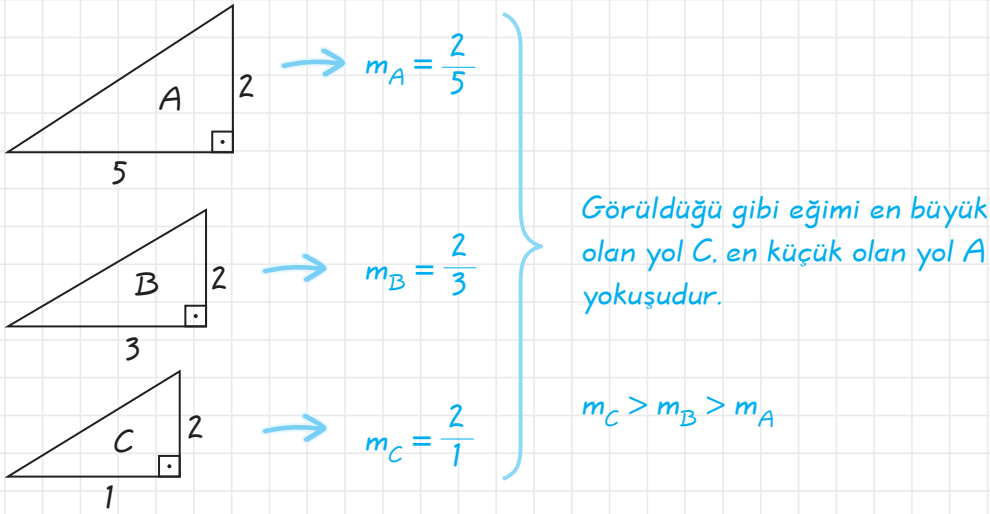 A
2
5
m_A = 2/5
B
2
3
m_B = 2/3
C
2
1
m_C = 2/1
Görüldüğü gibi eğimi en büyük
olan yol C, en küçük olan yol A
yokuşudur.
m_C > m_B > m_A